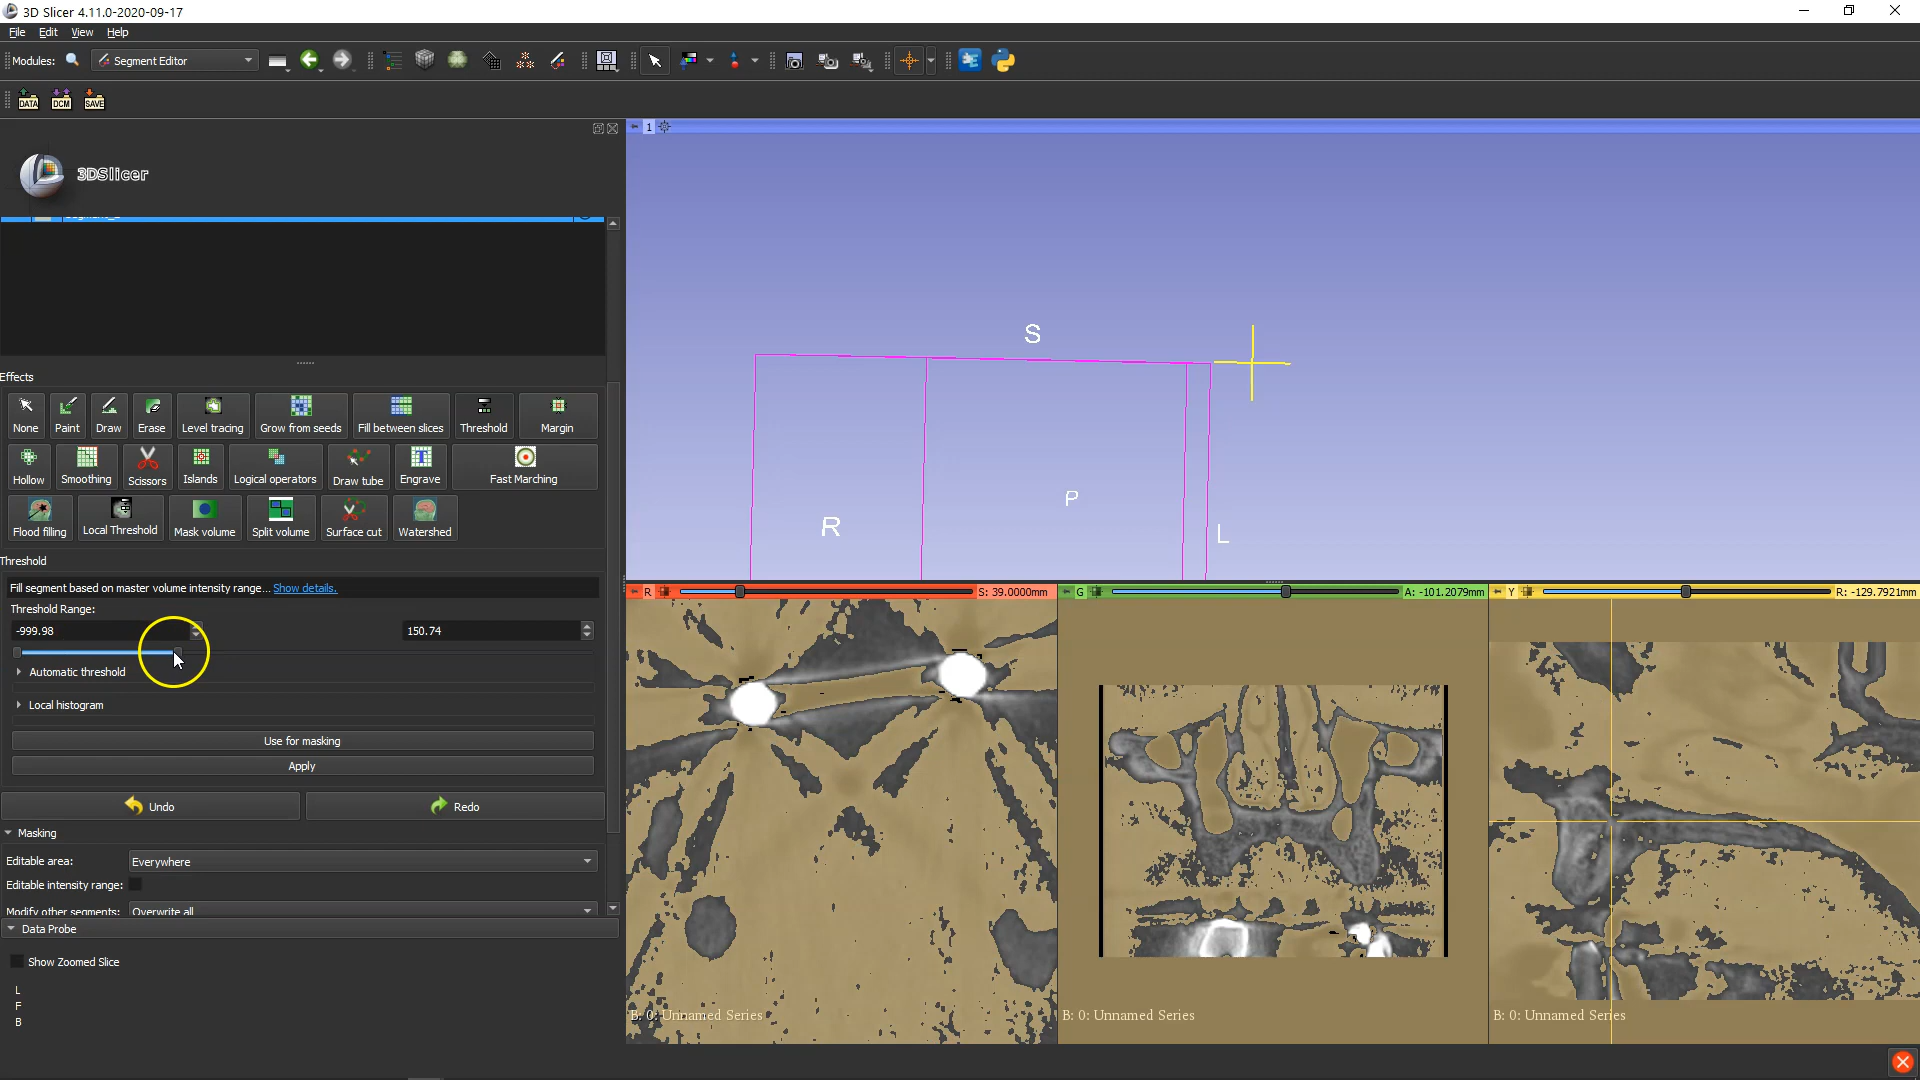 3D Slicer 4.11.0-2020-09-17
File Edit View Help
Modules: Segment Editor
DATA DCM SAVE
1
3DSlicer
Effects
None Paint Draw Erase Level tracing Grow from seeds Fill between slices Threshold Margin
Hollow Smoothing Scissors Islands Logical operators Draw tube Engrave Fast Marching
Flood filling Local Threshold Mask volume Split volume Surface cut Watershed
Threshold
Fill segment based on master volume intensity range... Show details.
Threshold Range:
-999.98 150.74
Automatic threshold
Local histogram
Use for masking
Apply
Undo Redo
Masking
Editable area: Everywhere
Editable intensity range:
Modify other segments: Overwrite all
Data Probe
Show Zoomed Slice
L
F
B
S
R
P
L
R S: 39.0000mm
G A: -101.2079mm
Y R: -129.7921mm
B: 0: Unnamed Series
B: 0: Unnamed Series
B: 0: Unnamed Series